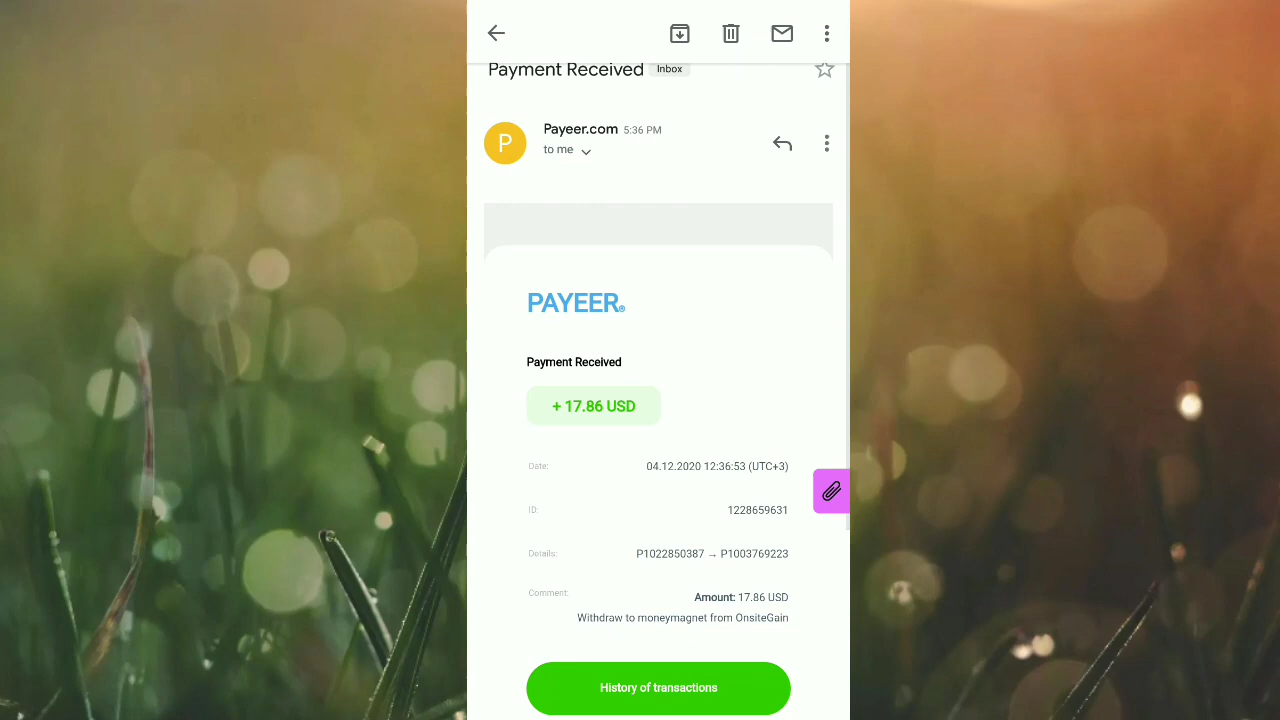 Payment Received Inbox
P
Payeer.com 5:36 PM
to me
PAYEER®
Payment Received
+ 17.86 USD
Date: 04.12.2020 12:36:53 (UTC+3)
ID: 1228659631
Details: P1022850387 → P1003769223
Comment: Amount: 17.86 USD
Withdraw to moneymagnet from OnsiteGain
History of transactions